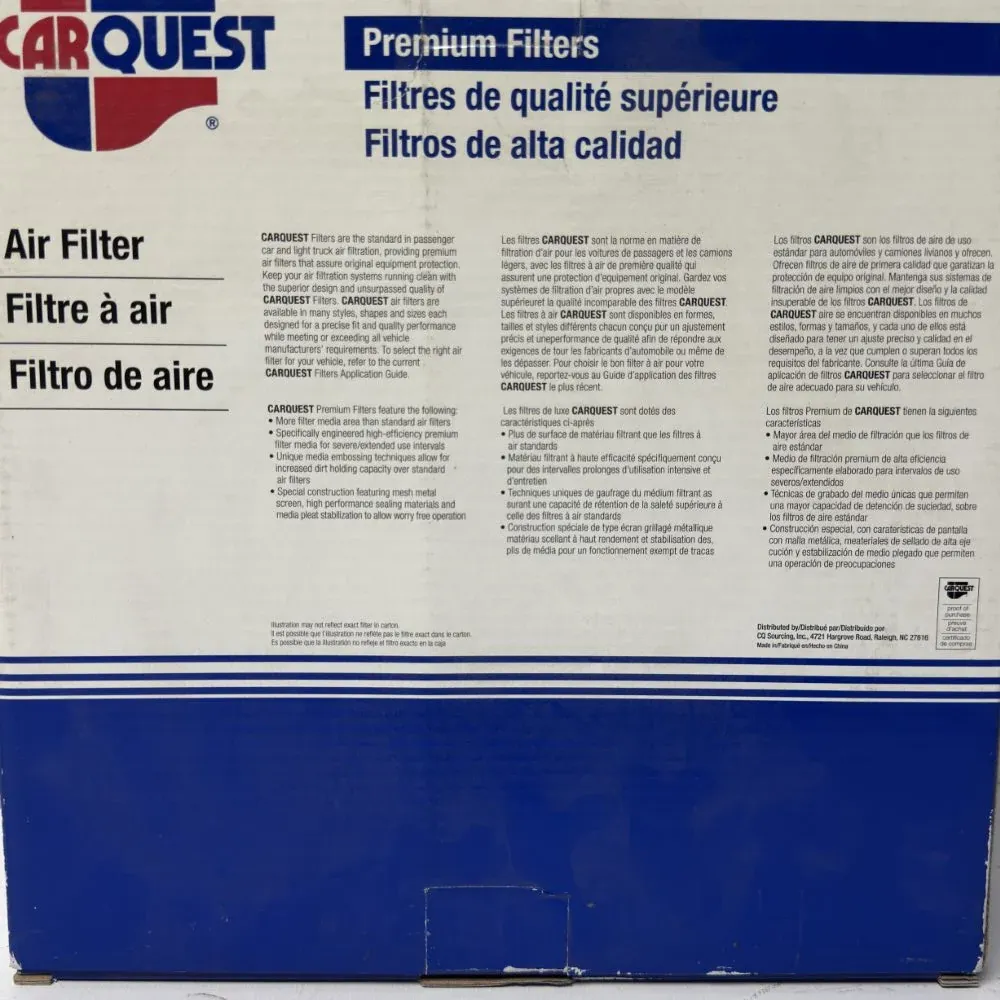 CARQUEST
®
Premium Filters
Filtres de qualité supérieure
Filtros de alta calidad
Air Filter
Filtre à air
Filtro de aire
CARQUEST Filters are the standard in passenger
car and light truck air filtration, providing premium
air filters that assure original equipment protection.
Keep your air filtration systems running clean with
the superior design and unsurpassed quality of
CARQUEST Filters. CARQUEST air filters are
available in many styles, shapes and sizes each
designed for a precise fit and quality performance
while meeting or exceeding all vehicle
manufacturers' requirements. To select the right air
filter for your vehicle, refer to the current
CARQUEST Filters Application Guide.
CARQUEST Premium Filters feature the following:
• More filter media area than standard air filters
• Specifically engineered high-efficiency premium
filter media for severe/extended use intervals
• Unique media embossing techniques allow for
increased dirt holding capacity over standard
air filters
• Special construction featuring mesh metal
screen, high performance sealing materials and
media pleat stabilization to allow worry free operation
Les filtres CARQUEST sont la norme en matière de
filtration d'air pour les voitures de passagers et les camions
légers, avec les filtres à air de première qualité qui
assurent une protection d'équipement original. Gardez vos
systèmes de filtration d'air propres avec le modèle
supérieuret la qualité incomparable des filtres CARQUEST.
Les filtres à air CARQUEST sont disponibles en formes,
tailles et styles différents chacun conçu pur un ajustement
précis et uneperformance de qualité afin de répondre aux
exigences de tour les fabricants d'automobile ou même de
les dépasser. Pour choisir le bon filtre à air pour votre
véhicule, reportez-vous au Guide d'application des filtres
CARQUEST le plus récent.
Les filtres de luxe CARQUEST sont dotés des
caractéristiques ci-après
• Plus de surface de matériau filtrant que les filtres à
air standards
• Matériau filtrant à haute efficacité spécifiquement conçu
pour des intervalles prolonges d'utilisation intensive et
d'entretien
• Techniques uniques de gaufrage du médium filtrant as
surant une capacité de rétention de la saleté supérieure à
celle des filtres à air standards
• Construction spéciale de type écran grillagé métallique
matériau scellant à haut rendement et stabilisation des,
plis de média pour un fonctionnement exempt de tracas
Los filtros CARQUEST son los filtros de aire de uso
estándar para automóviles y camiones livianos y ofrecen.
Ofrecen filtros de aire de primera calidad que garatizan la
protección de equipo original. Mantenga sus sistemas de
filtración de aire limpios con el mejor diseño y la calidad
insuperable de los filtros CARQUEST. Los filtros de
CARQUEST aire se encuentran disponibles en muchos
estilos, formas y tamaños, y cada uno de ellos está
diseñado para tener un ajuste preciso y calidad en el
desempeño, a la vez que cumplen o superan todos los
requisitos del fabricante. Consulte la última Guía de
aplicación de filtros CARQUEST para seleccionar el filtro
de aire adecuado para su vehículo.
Los filtros Premium de CARQUEST tienen la siguientes
características
• Mayor área del medio de filtración que los filtros de
aire estándar
• Medio de filtración premium de alta eficiencia
específicamente elaborado para intervalos de uso
severos/extendidos
• Técnicas de grabado del medio únicas que permiten
una mayor capacidad de detención de suciedad, sobre
los filtros de aire estándar
• Construcción especial, con caraterísticas de pantalla
con malla metálica, meateriales de sellado de alta eje
cución y estabilización de medio plegado que permiten
una operación de preocupaciones
Illustration may not reflect exact filter in carton.
Il est possible que l'illustration ne reflète pas le filtre exact dans le carton.
Es posible que la ilustración no refleje el filtro exacto en la caja
Distributed by/Distribué par/Distribuido por
CQ Sourcing, Inc., 4721 Hargrove Road, Raleigh, NC 27616
Made in/Fabriqué en/Hecho en China
CARQUEST
proof of
purchase
preuve
d'achat
certificado
de compras